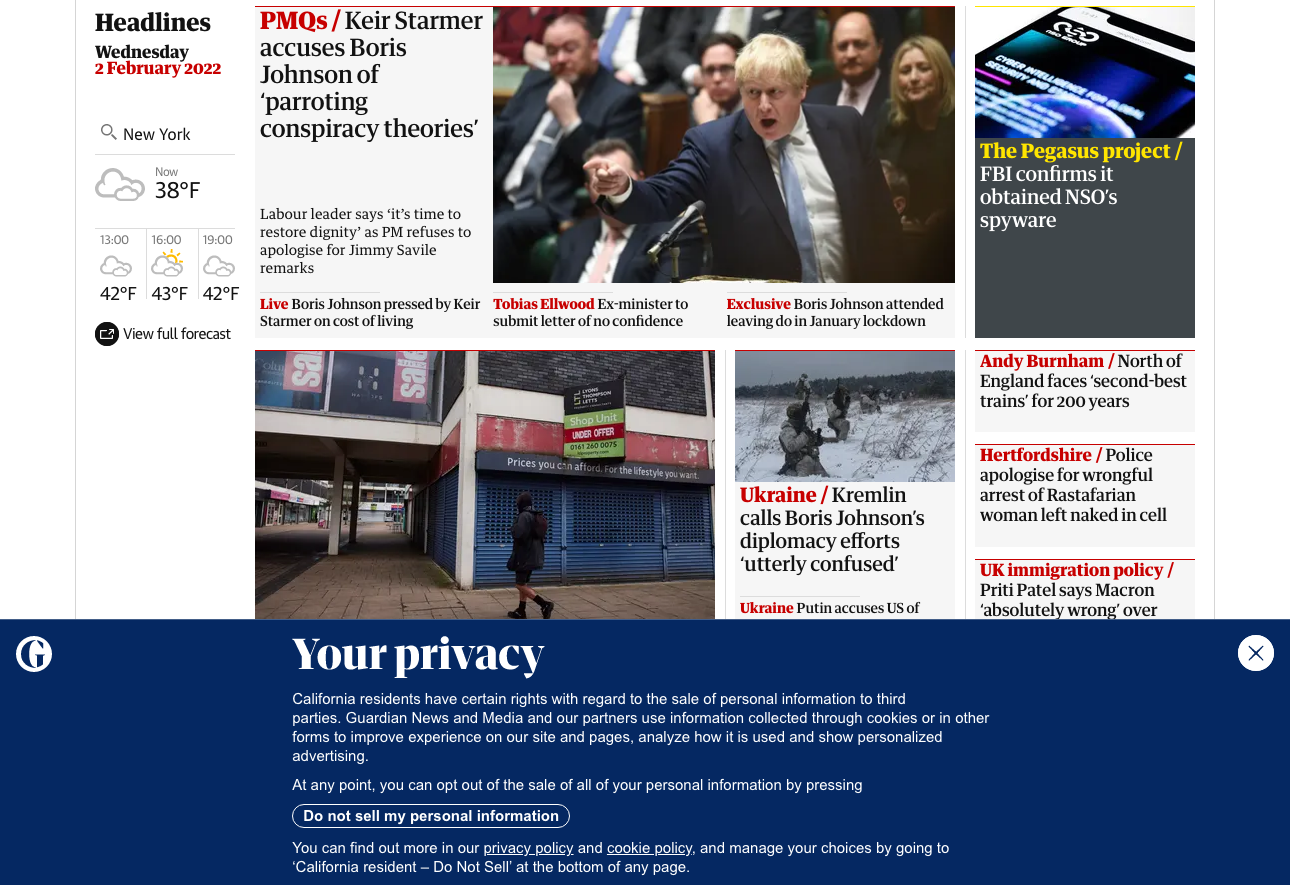 Headlines
Wednesday
2 February 2022
New York
Now
38°F
13:00
16:00
19:00
42°F
43°F
42°F
View full forecast
PMQs / Keir Starmer
accuses Boris
Johnson of
‘parroting
conspiracy theories’
Labour leader says ‘it’s time to
restore dignity’ as PM refuses to
apologise for Jimmy Savile
remarks
Live Boris Johnson pressed by Keir
Starmer on cost of living
Tobias Ellwood Ex-minister to
submit letter of no confidence
Exclusive Boris Johnson attended
leaving do in January lockdown
NSO GROUP
CYBER INTELLIGENCE FOR GLOBAL
SECURITY AND
The Pegasus project /
FBI confirms it
obtained NSO’s
spyware
sale
sale
LYONS
THOMPSON
LETTS
Shop Unit
UNDER OFFER
0161 260 0075
Prices you can afford. For the lifestyle you want.
Ukraine / Kremlin
calls Boris Johnson’s
diplomacy efforts
‘utterly confused’
Ukraine Putin accuses US of
Andy Burnham / North of
England faces ‘second-best
trains’ for 200 years
Hertfordshire / Police
apologise for wrongful
arrest of Rastafarian
woman left naked in cell
UK immigration policy /
Priti Patel says Macron
‘absolutely wrong’ over
Your privacy
California residents have certain rights with regard to the sale of personal information to third
parties. Guardian News and Media and our partners use information collected through cookies or in other
forms to improve experience on our site and pages, analyze how it is used and show personalized
advertising.
At any point, you can opt out of the sale of all of your personal information by pressing
Do not sell my personal information
You can find out more in our privacy policy and cookie policy, and manage your choices by going to
‘California resident – Do Not Sell’ at the bottom of any page.